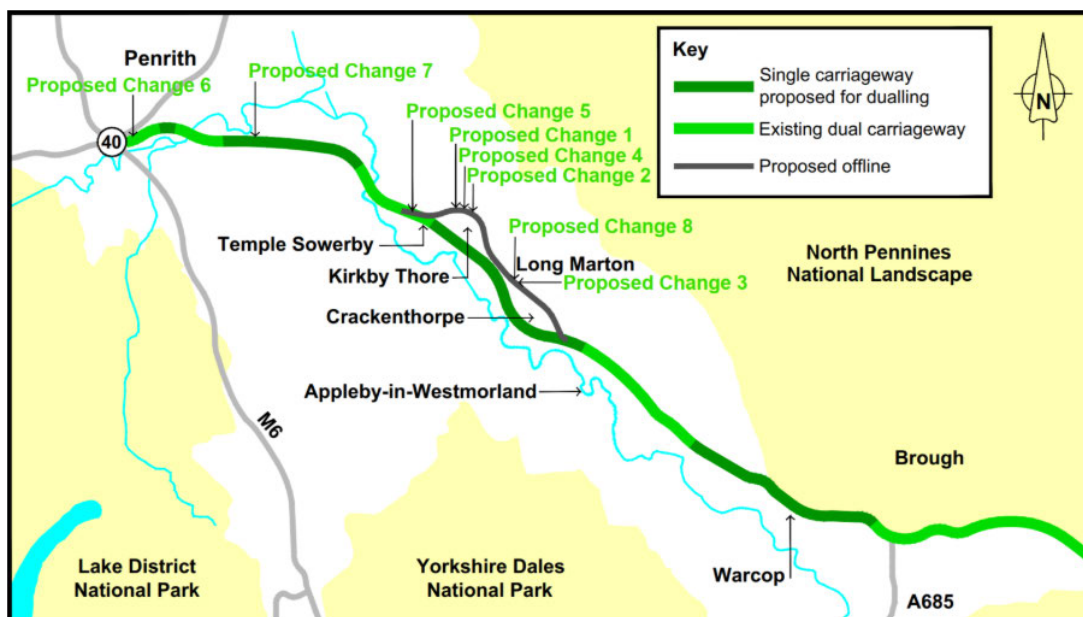 Penrith
Proposed Change 6
Proposed Change 7
Proposed Change 5
Proposed Change 1
Proposed Change 4
Proposed Change 2
40
Key
Single carriageway
proposed for dualling
Existing dual carriageway
Proposed offline
N
Temple Sowerby
Kirkby Thore
Proposed Change 8
Long Marton
Proposed Change 3
Crackenthorpe
North Pennines
National Landscape
Appleby-in-Westmorland
M6
Brough
Lake District
National Park
Yorkshire Dales
National Park
Warcop
A685